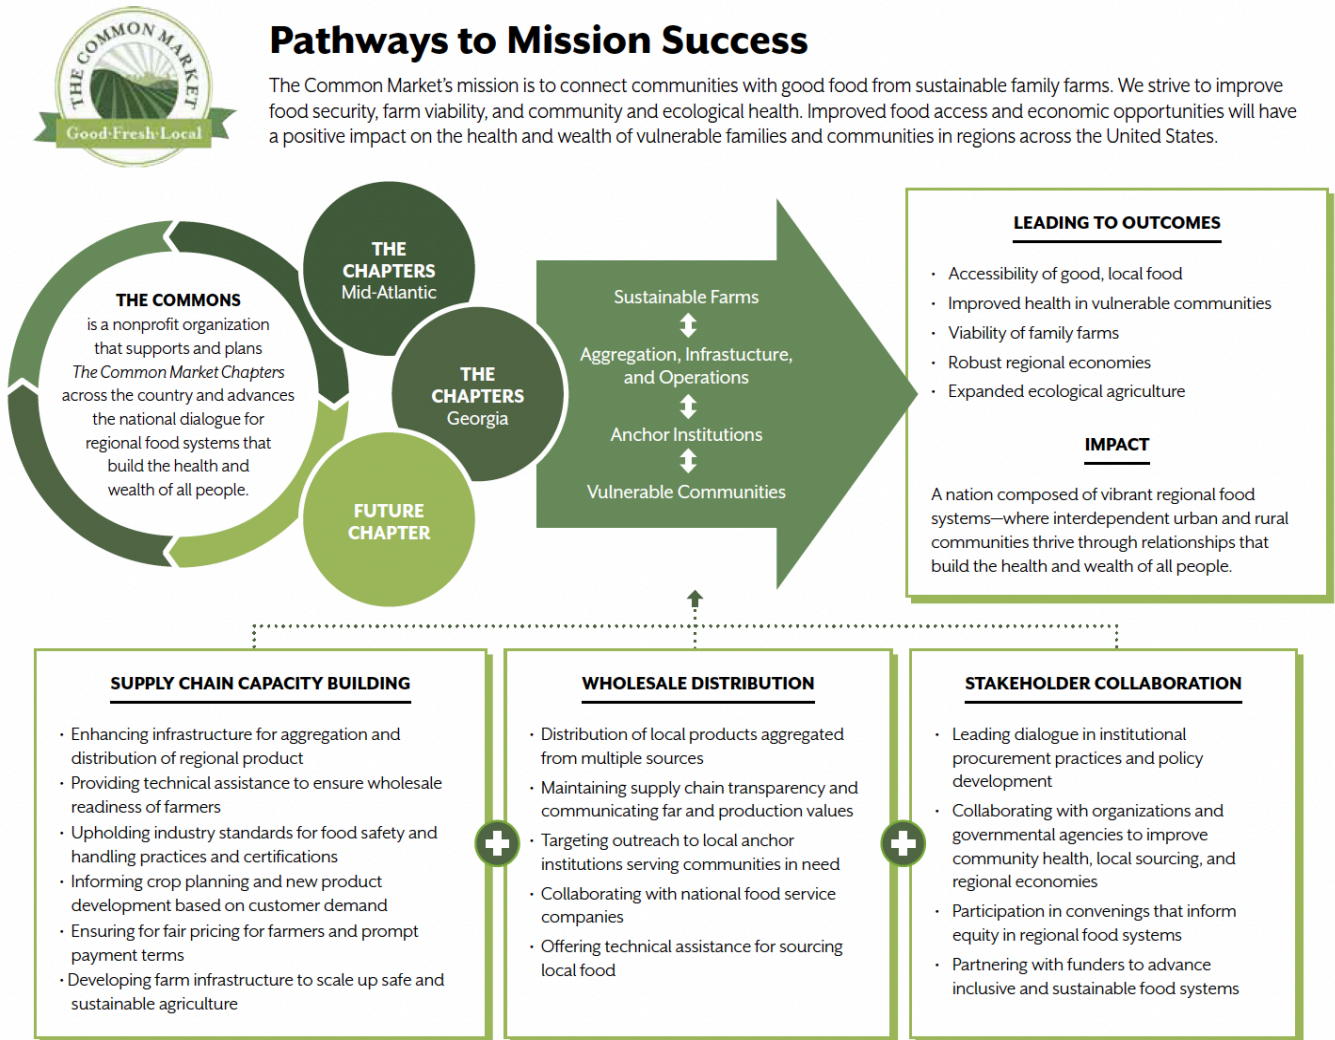 THE COMMON MARKET
Good·Fresh·Local
Pathways to Mission Success
The Common Market's mission is to connect communities with good food from sustainable family farms. We strive to improve
food security, farm viability, and community and ecological health. Improved food access and economic opportunities will have
a positive impact on the health and wealth of vulnerable families and communities in regions across the United States.
THE COMMONS
is a nonprofit organization
that supports and plans
The Common Market Chapters
across the country and advances
the national dialogue for
regional food systems that
build the health and
wealth of all people.
THE
CHAPTERS
Mid-Atlantic
THE
CHAPTERS
Georgia
FUTURE
CHAPTER
Sustainable Farms
Aggregation, Infrastucture,
and Operations
Anchor Institutions
Vulnerable Communities
LEADING TO OUTCOMES
· Accessibility of good, local food
· Improved health in vulnerable communities
· Viability of family farms
· Robust regional economies
· Expanded ecological agriculture
IMPACT
A nation composed of vibrant regional food
systems—where interdependent urban and rural
communities thrive through relationships that
build the health and wealth of all people.
SUPPLY CHAIN CAPACITY BUILDING
· Enhancing infrastructure for aggregation and
distribution of regional product
· Providing technical assistance to ensure wholesale
readiness of farmers
· Upholding industry standards for food safety and
handling practices and certifications
· Informing crop planning and new product
development based on customer demand
· Ensuring for fair pricing for farmers and prompt
payment terms
· Developing farm infrastructure to scale up safe and
sustainable agriculture
WHOLESALE DISTRIBUTION
· Distribution of local products aggregated
from multiple sources
· Maintaining supply chain transparency and
communicating far and production values
· Targeting outreach to local anchor
institutions serving communities in need
· Collaborating with national food service
companies
· Offering technical assistance for sourcing
local food
STAKEHOLDER COLLABORATION
· Leading dialogue in institutional
procurement practices and policy
development
· Collaborating with organizations and
governmental agencies to improve
community health, local sourcing, and
regional economies
· Participation in convenings that inform
equity in regional food systems
· Partnering with funders to advance
inclusive and sustainable food systems